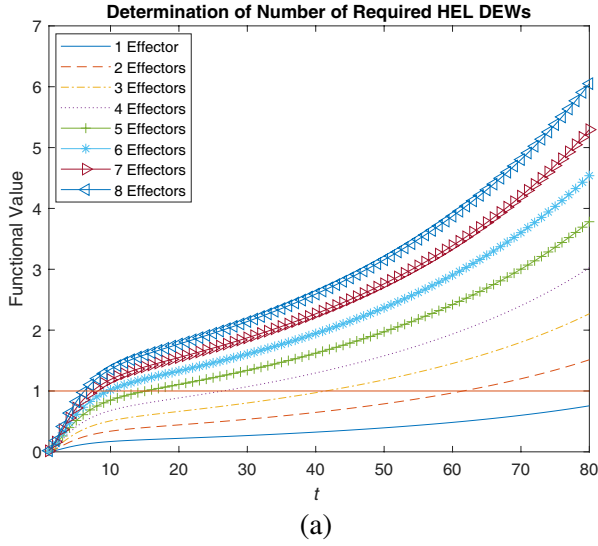 Determination of Number of Required HEL DEWs
7
6
5
4
3
2
1
0
Functional Value
1 Effector
2 Effectors
3 Effectors
4 Effectors
5 Effectors
6 Effectors
7 Effectors
8 Effectors
10 20 30 40 50 60 70 80
t
(a)